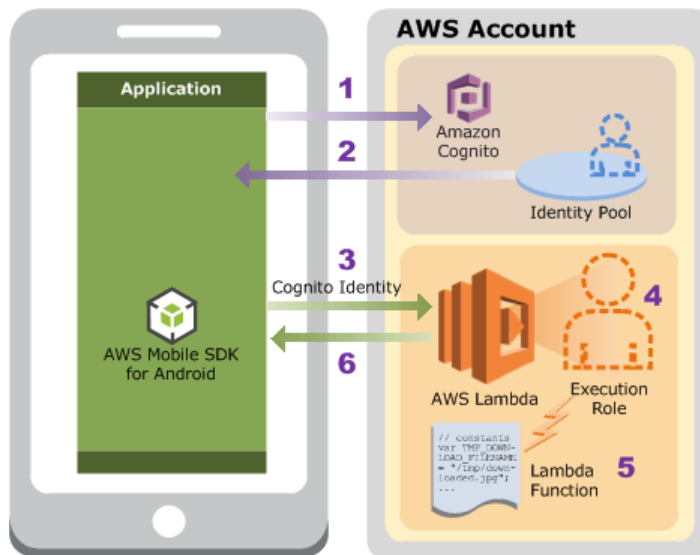 AWS Account
Application
1
Amazon
Cognito
2
Identity Pool
3
Cognito Identity
4
AWS Mobile SDK
for Android
6
AWS Lambda
Execution
Role
// constants
var TMP_DOWN-
LOAD_FILENAME
= "/tmp/down-
loaded.jpg";
...
Lambda
Function
5